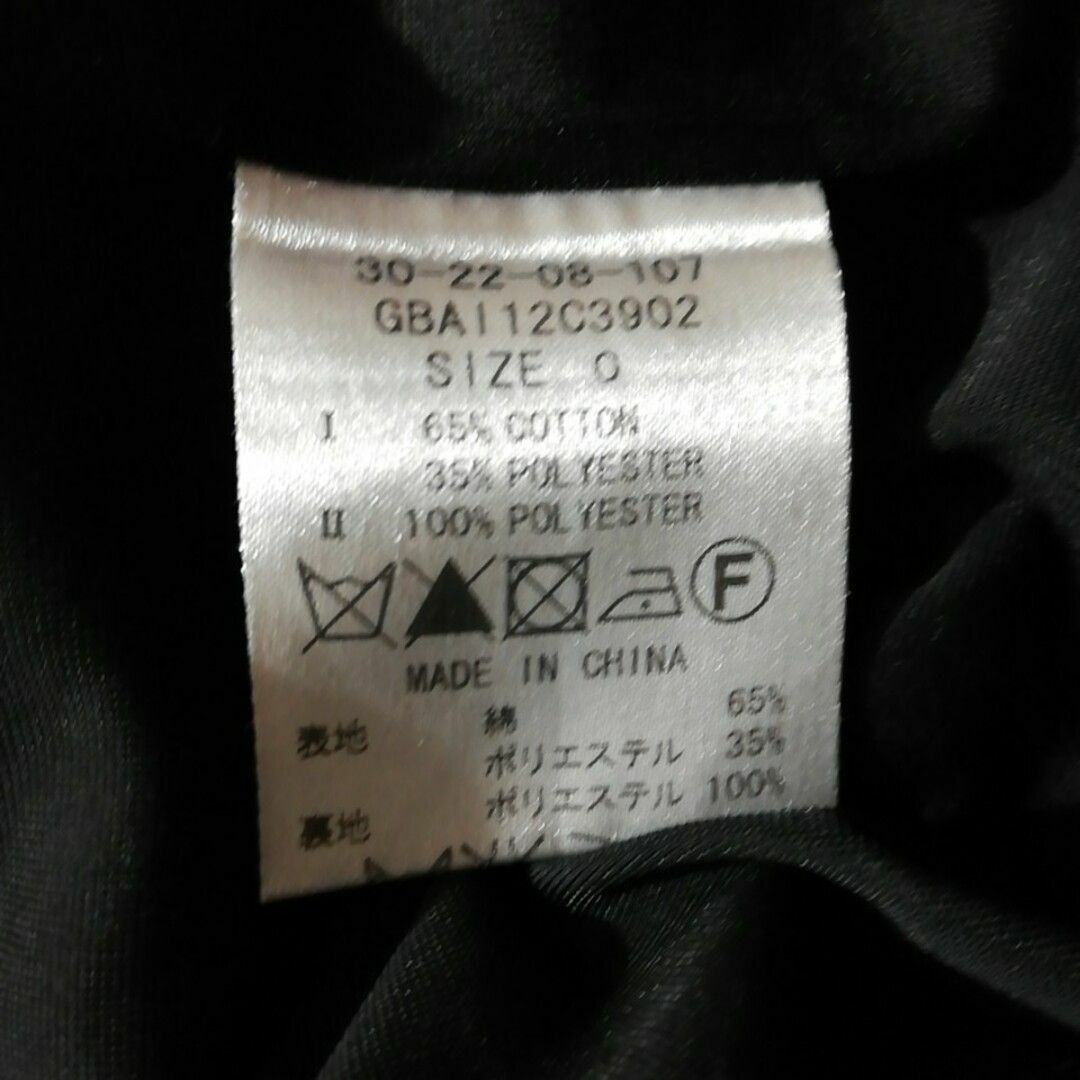 30-22-08-107
GBAI12C3902
SIZE 0
I 65% COTTON
35% POLYESTER
II 100% POLYESTER
F
MADE IN CHINA
表地 綿 65%
ポリエステル 35%
裏地 ポリエステル 100%